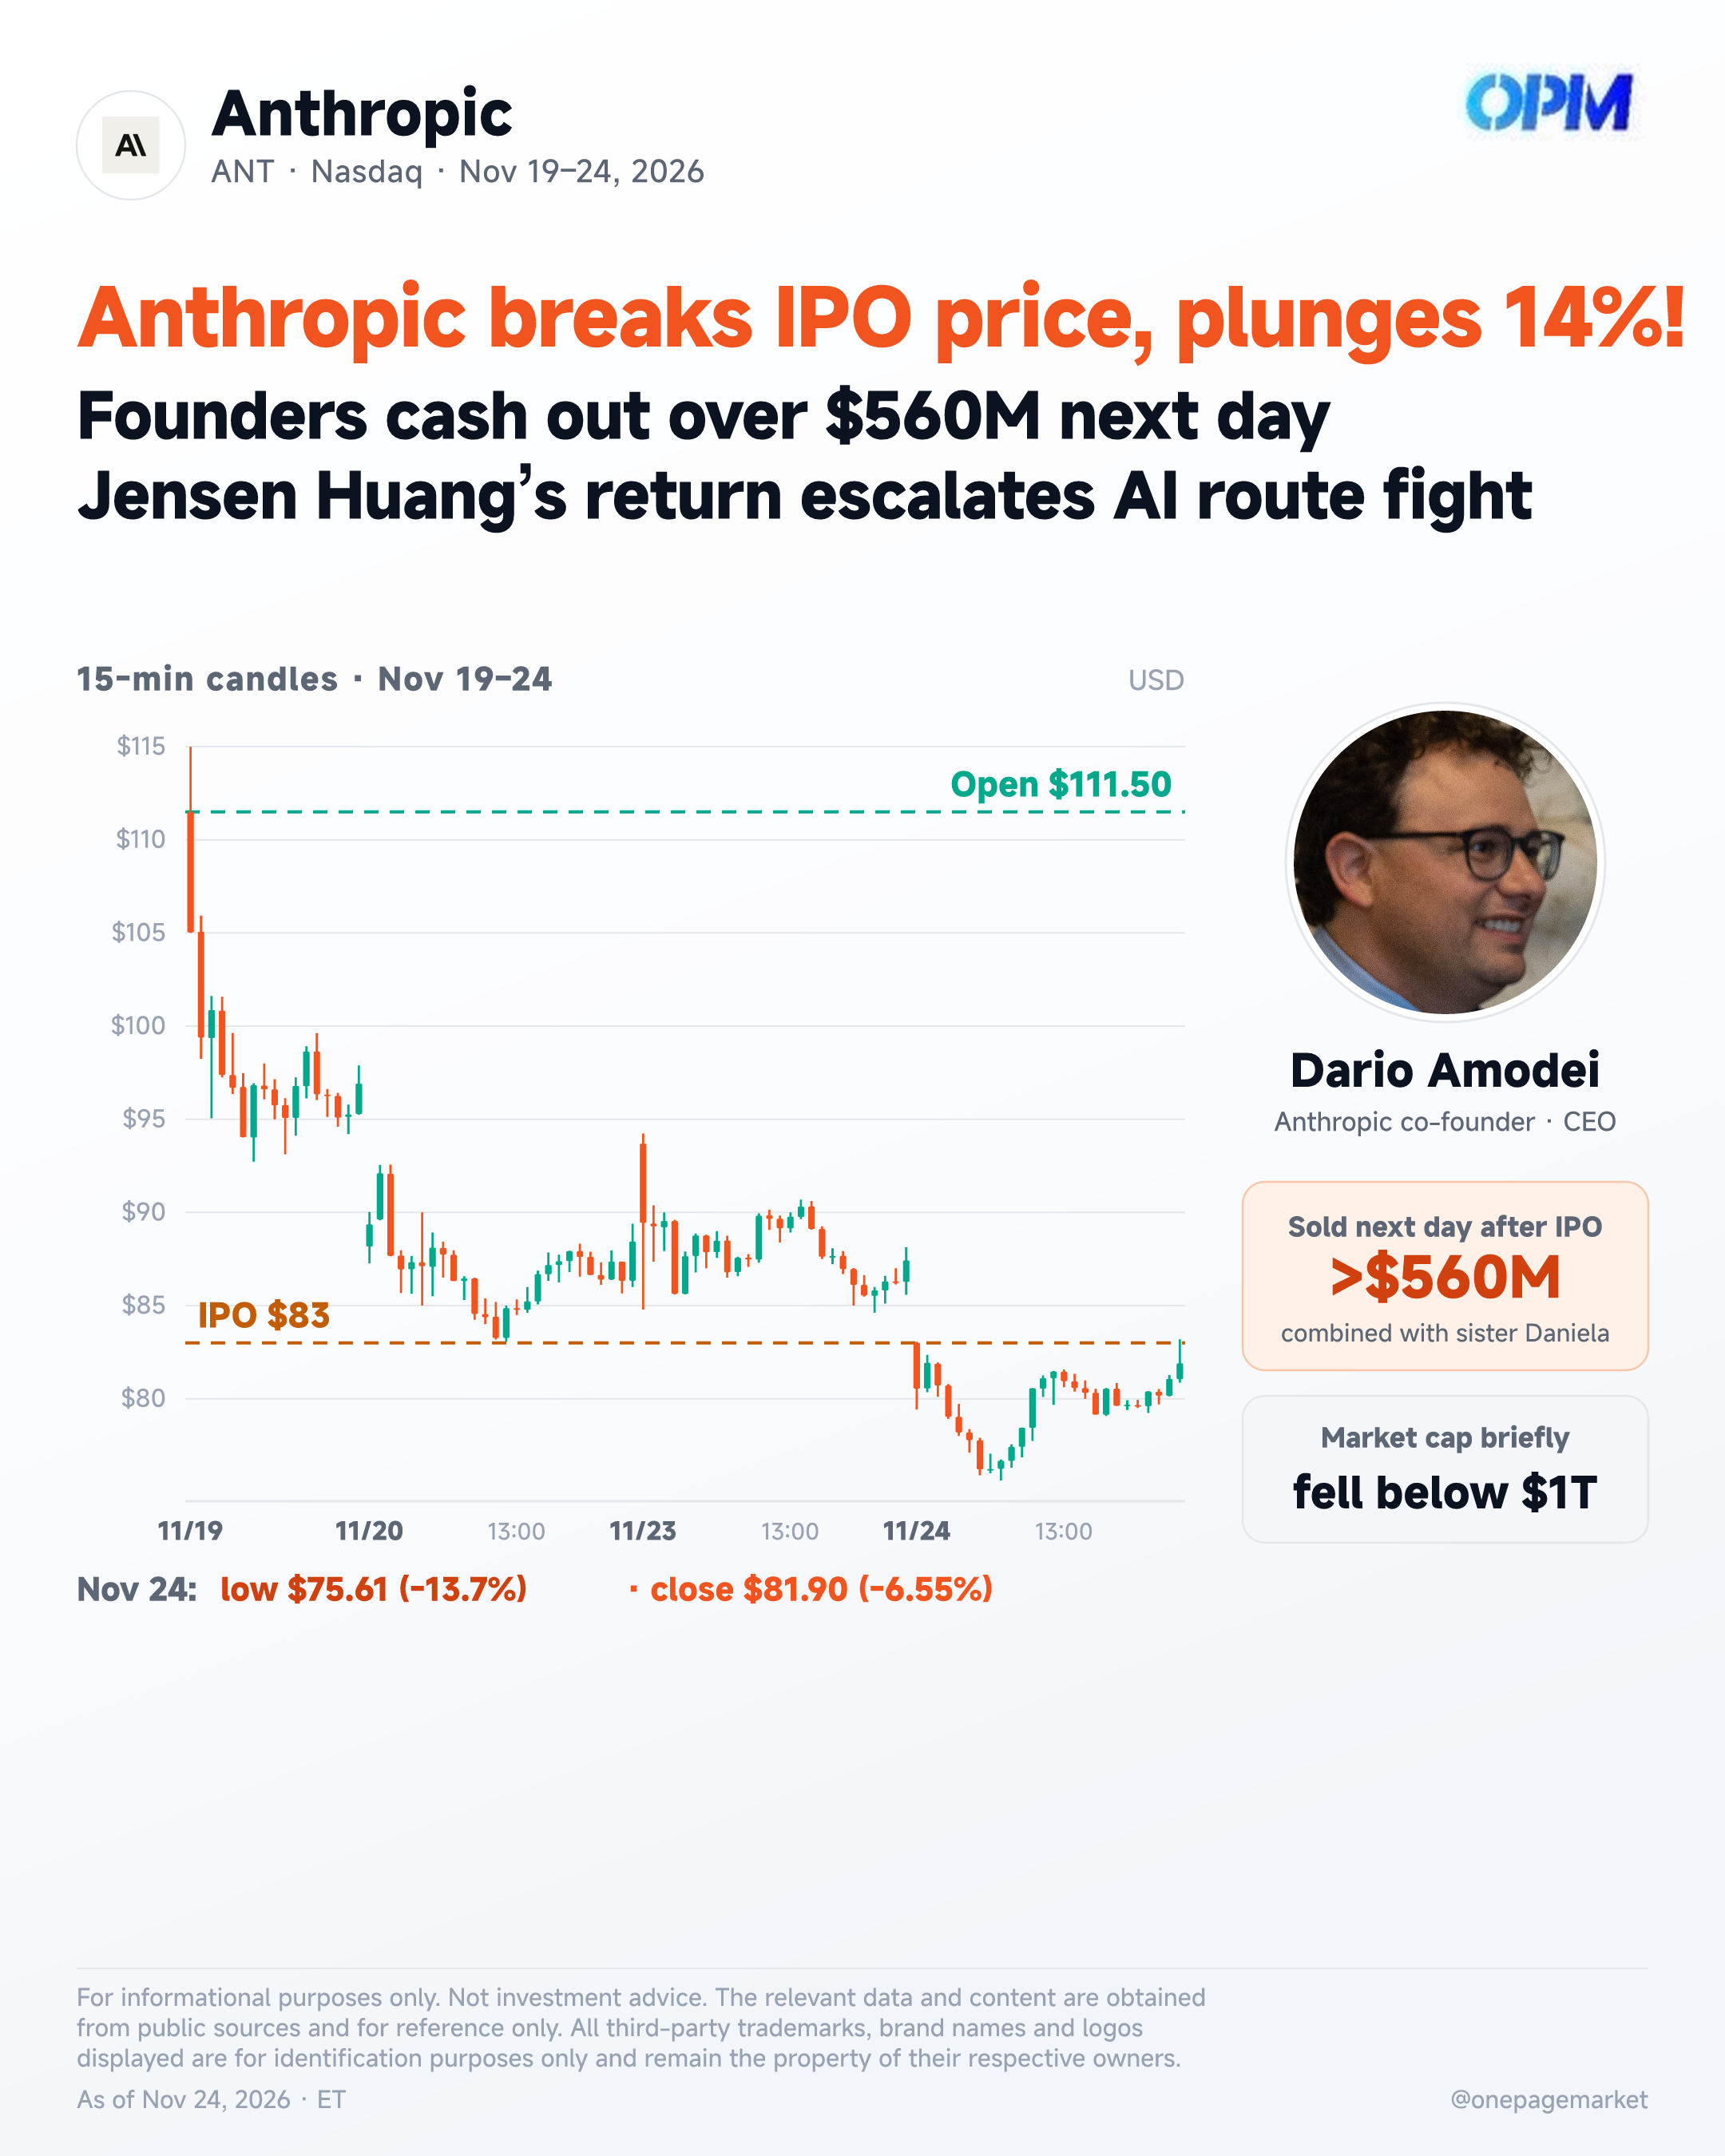 OPM
A\
Anthropic
ANT · Nasdaq · Nov 19–24, 2026
Anthropic breaks IPO price, plunges 14%!
Founders cash out over $560M next day
Jensen Huang’s return escalates AI route fight
15-min candles · Nov 19–24
USD
$115
$110
$105
$100
$95
$90
$85
$80
Open $111.50
IPO $83
11/19
11/20
13:00
11/23
13:00
11/24
13:00
Nov 24: low $75.61 (-13.7%) · close $81.90 (-6.55%)
Dario Amodei
Anthropic co-founder · CEO
Sold next day after IPO
>$560M
combined with sister Daniela
Market cap briefly
fell below $1T
For informational purposes only. Not investment advice. The relevant data and content are obtained
from public sources and for reference only. All third-party trademarks, brand names and logos
displayed are for identification purposes only and remain the property of their respective owners.
As of Nov 24, 2026 · ET
@onepagemarket